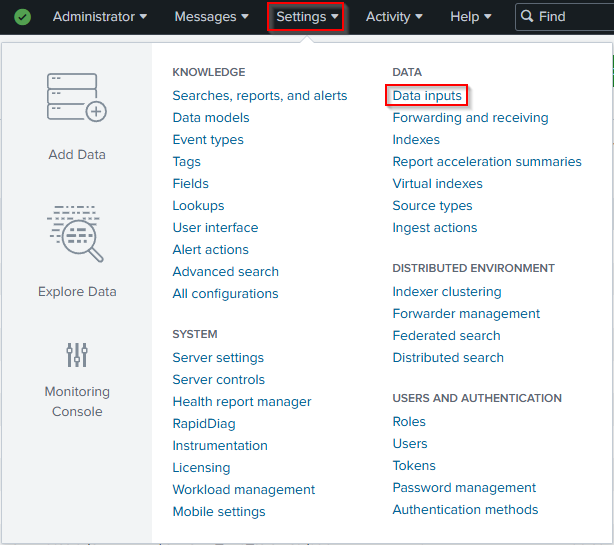 Administrator Messages Settings Activity Help Find
Add Data
Explore Data
Monitoring
Console
KNOWLEDGE
Searches, reports, and alerts
Data models
Event types
Tags
Fields
Lookups
User interface
Alert actions
Advanced search
All configurations
SYSTEM
Server settings
Server controls
Health report manager
RapidDiag
Instrumentation
Licensing
Workload management
Mobile settings
DATA
Data inputs
Forwarding and receiving
Indexes
Report acceleration summaries
Virtual indexes
Source types
Ingest actions
DISTRIBUTED ENVIRONMENT
Indexer clustering
Forwarder management
Federated search
Distributed search
USERS AND AUTHENTICATION
Roles
Users
Tokens
Password management
Authentication methods